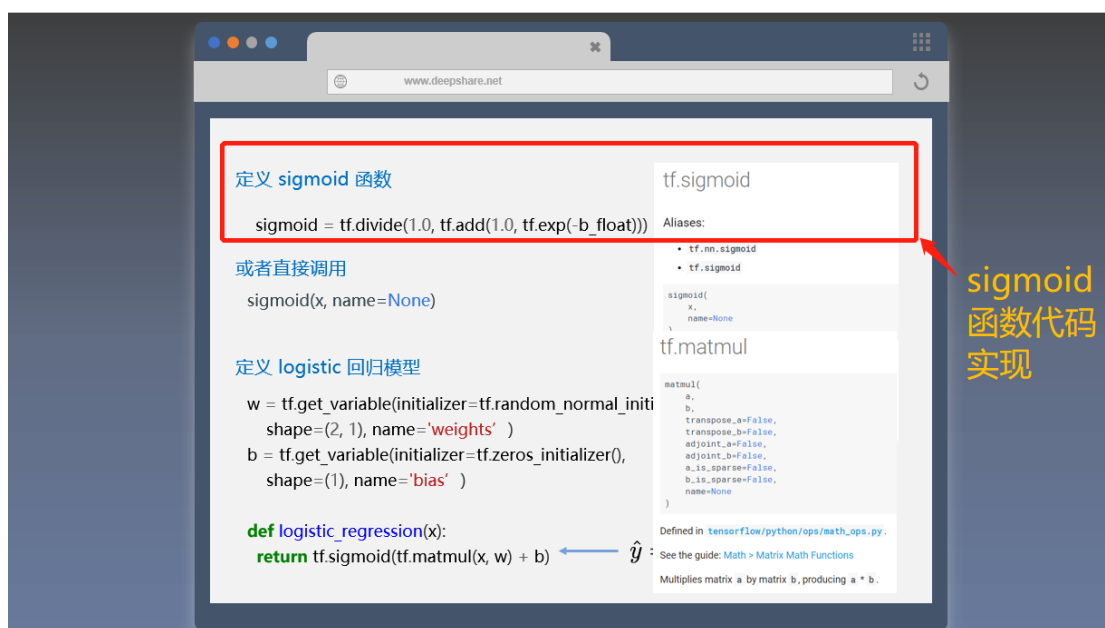 www.deepshare.net
定义 sigmoid 函数
sigmoid = tf.divide(1.0, tf.add(1.0, tf.exp(-b_float)))
或者直接调用
sigmoid(x, name=None)
定义 logistic 回归模型
w = tf.get_variable(initializer=tf.random_normal_initi
shape=(2, 1), name='weights’ )
b = tf.get_variable(initializer=tf.zeros_initializer(),
shape=(1), name='bias’ )
def logistic_regression(x):
return tf.sigmoid(tf.matmul(x, w) + b)
ŷ
tf.sigmoid
Aliases:
• tf.nn.sigmoid
• tf.sigmoid
sigmoid(
x,
name=None
)
tf.matmul
matmul(
a,
b,
transpose_a=False,
transpose_b=False,
adjoint_a=False,
adjoint_b=False,
a_is_sparse=False,
b_is_sparse=False,
name=None
)
Defined in tensorflow/python/ops/math_ops.py.
See the guide: Math > Matrix Math Functions
Multiplies matrix a by matrix b, producing a * b.
sigmoid
函数代码
实现